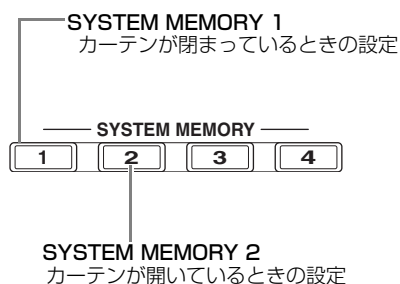 SYSTEM MEMORY 1
カーテンが閉まっているときの設定
SYSTEM MEMORY
1 2 3 4
SYSTEM MEMORY 2
カーテンが開いているときの設定